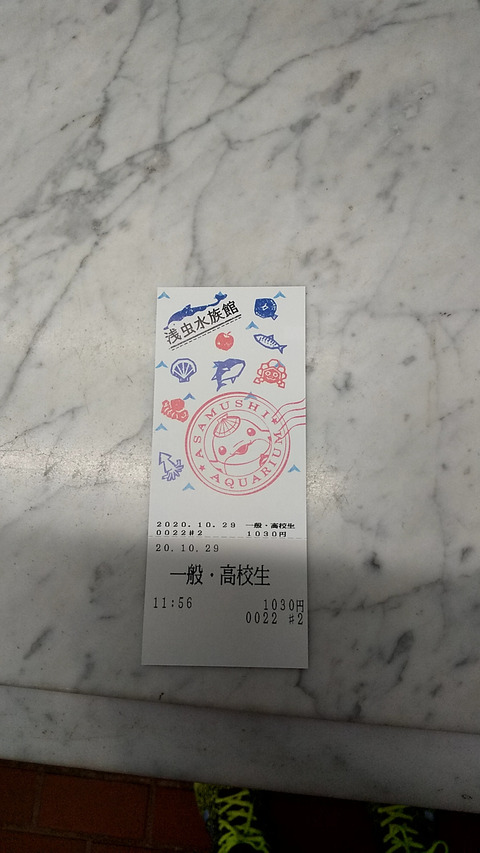 浅虫水族館
ASAMUSHI
AQUARIUM
2020.10.29 一般・高校生
0022#2 1030円
20.10.29
一般・高校生
11:56 1030円
0022 #2